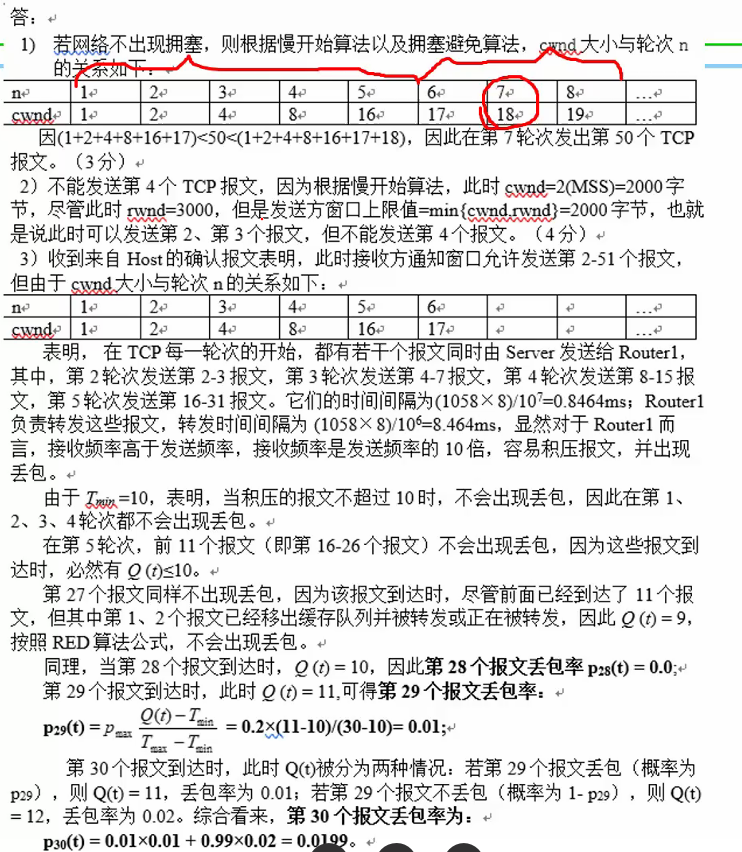 答：
1） 若网络不出现拥塞，则根据慢开始算法以及拥塞避免算法，cwnd大小与轮次 n
的关系如下：
n 1 2 3 4 5 6 7 8 …
cwnd 1 2 4 8 16 17 18 19 …
因(1+2+4+8+16+17)<50<(1+2+4+8+16+17+18)，因此在第 7 轮次发出第 50 个 TCP
报文。（3 分）
2）不能发送第 4 个 TCP 报文，因为根据慢开始算法，此时 cwnd=2(MSS)=2000 字
节，尽管此时 rwnd=3000，但是发送方窗口上限值=min{cwnd,rwnd}=2000 字节，也就
是说此时可以发送第 2、第 3 个报文，但不能发送第 4 个报文。（4 分）
3）收到来自 Host 的确认报文表明，此时接收方通知窗口允许发送第 2-51 个报文，
但由于 cwnd 大小与轮次 n 的关系如下：
n 1 2 3 4 5 6 …
cwnd 1 2 4 8 16 17 …
表明， 在 TCP 每一轮次的开始，都有若干个报文同时由 Server 发送给 Router1，
其中，第 2 轮次发送第 2-3 报文，第 3 轮次发送第 4-7 报文，第 4 轮次发送第 8-15 报
文，第 5 轮次发送第 16-31 报文。它们的时间间隔为(1058×8)/10⁷=0.8464ms；Router1
负责转发这些报文，转发时间间隔为 (1058×8)/10⁶=8.464ms，显然对于 Router1 而
言，接收频率高于发送频率，接收频率是发送频率的 10 倍，容易积压报文，并出现
丢包。
由于 Tmin=10，表明，当积压的报文不超过 10 时，不会出现丢包，因此在第 1、
2、3、4 轮次都不会出现丢包。
在第 5 轮次，前 11 个报文（即第 16-26 个报文）不会出现丢包，因为这些报文到
达时，必然有 Q (t)≤10。
第 27 个报文同样不出现丢包，因为该报文到达时，尽管前面已经到达了 11 个报
文，但其中第 1、2 个报文已经移出缓存队列并被转发或正在被转发，因此 Q (t) = 9，
按照 RED 算法公式，不会出现丢包。
同理，当第 28 个报文到达时，Q (t) = 10，因此第 28 个报文丢包率 p28(t) = 0.0;
第 29 个报文到达时，此时 Q (t) = 11,可得第 29 个报文丢包率：
p29(t) = pmax (Q(t)−Tmin)/(Tmax−Tmin) = 0.2×(11-10)/(30-10)= 0.01;
第 30 个报文到达时，此时 Q(t)被分为两种情况：若第 29 个报文丢包（概率为
p29），则 Q(t) = 11，丢包率为 0.01；若第 29 个报文不丢包（概率为 1- p29），则 Q(t)
= 12，丢包率为 0.02。综合看来，第 30 个报文丢包率为：
p30(t) = 0.01×0.01 + 0.99×0.02 = 0.0199。